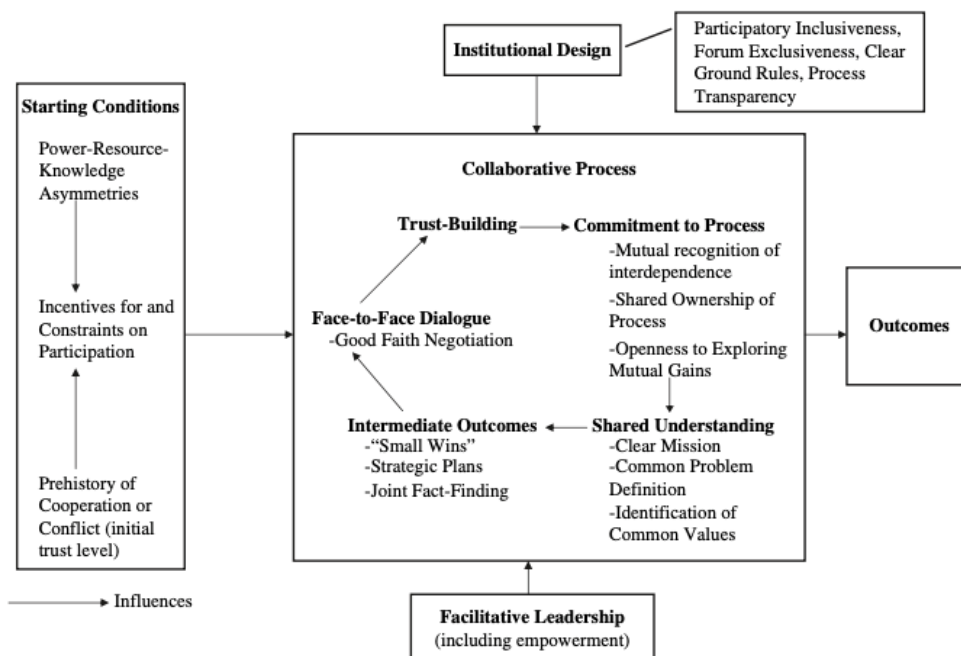 Institutional Design
Participatory Inclusiveness,
Forum Exclusiveness, Clear
Ground Rules, Process
Transparency
Starting Conditions
Power-Resource-
Knowledge
Asymmetries
Incentives for and
Constraints on
Participation
Prehistory of
Cooperation or
Conflict (initial
trust level)
Influences
Collaborative Process
Trust-Building
Commitment to Process
-Mutual recognition of
interdependence
-Shared Ownership of
Process
-Openness to Exploring
Mutual Gains
Face-to-Face Dialogue
-Good Faith Negotiation
Intermediate Outcomes
-“Small Wins”
-Strategic Plans
-Joint Fact-Finding
Shared Understanding
-Clear Mission
-Common Problem
Definition
-Identification of
Common Values
Outcomes
Facilitative Leadership
(including empowerment)